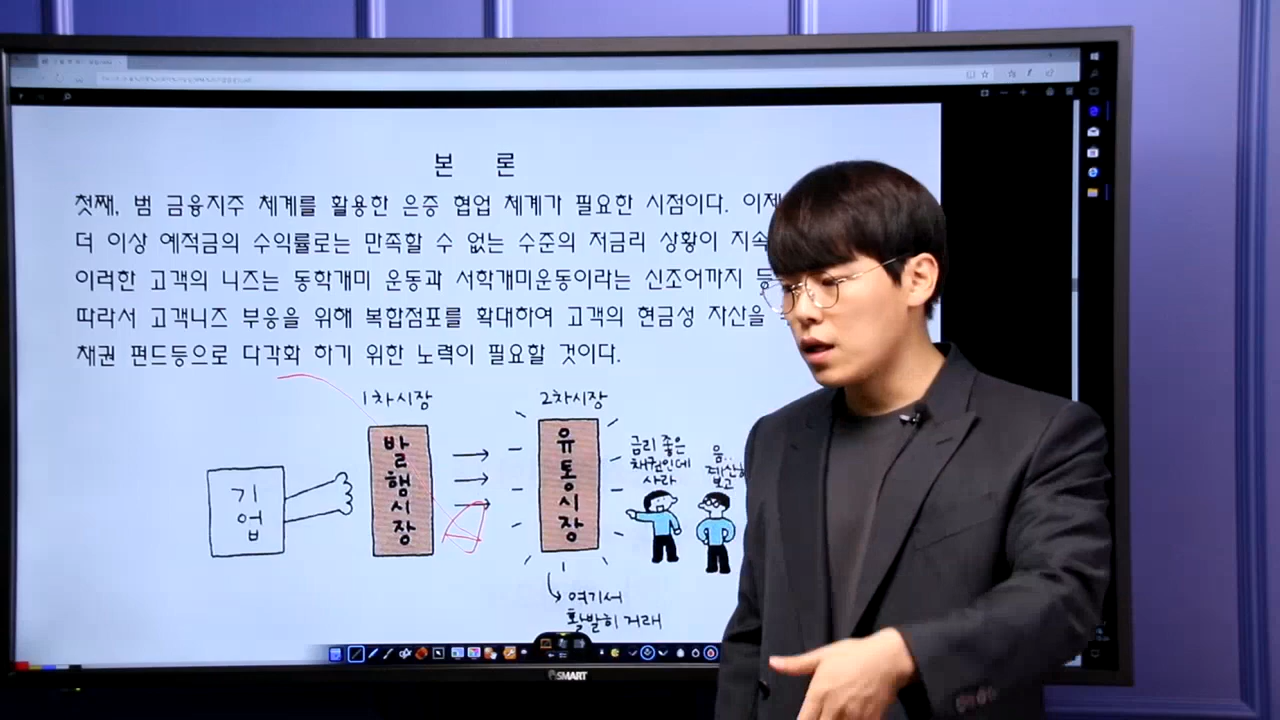 본 론
첫째, 범 금융지주 체계를 활용한 은증 협업 체계가 필요한 시점이다. 이제
더 이상 예적금의 수익률로는 만족할 수 없는 수준의 저금리 상황이 지속
이러한 고객의 니즈는 동학개미 운동과 서학개미운동이라는 신조어까지 등
따라서 고객니즈 부응을 위해 복합점포를 확대하여 고객의 현금성 자산을
채권 펀드등으로 다각화 하기 위한 노력이 필요할 것이다.
1차시장
2차시장
기업
발행시장
유통시장
금리 좋은
채권인데
사라
음..
계산해
보고
여기서
활발히 거래
SMART